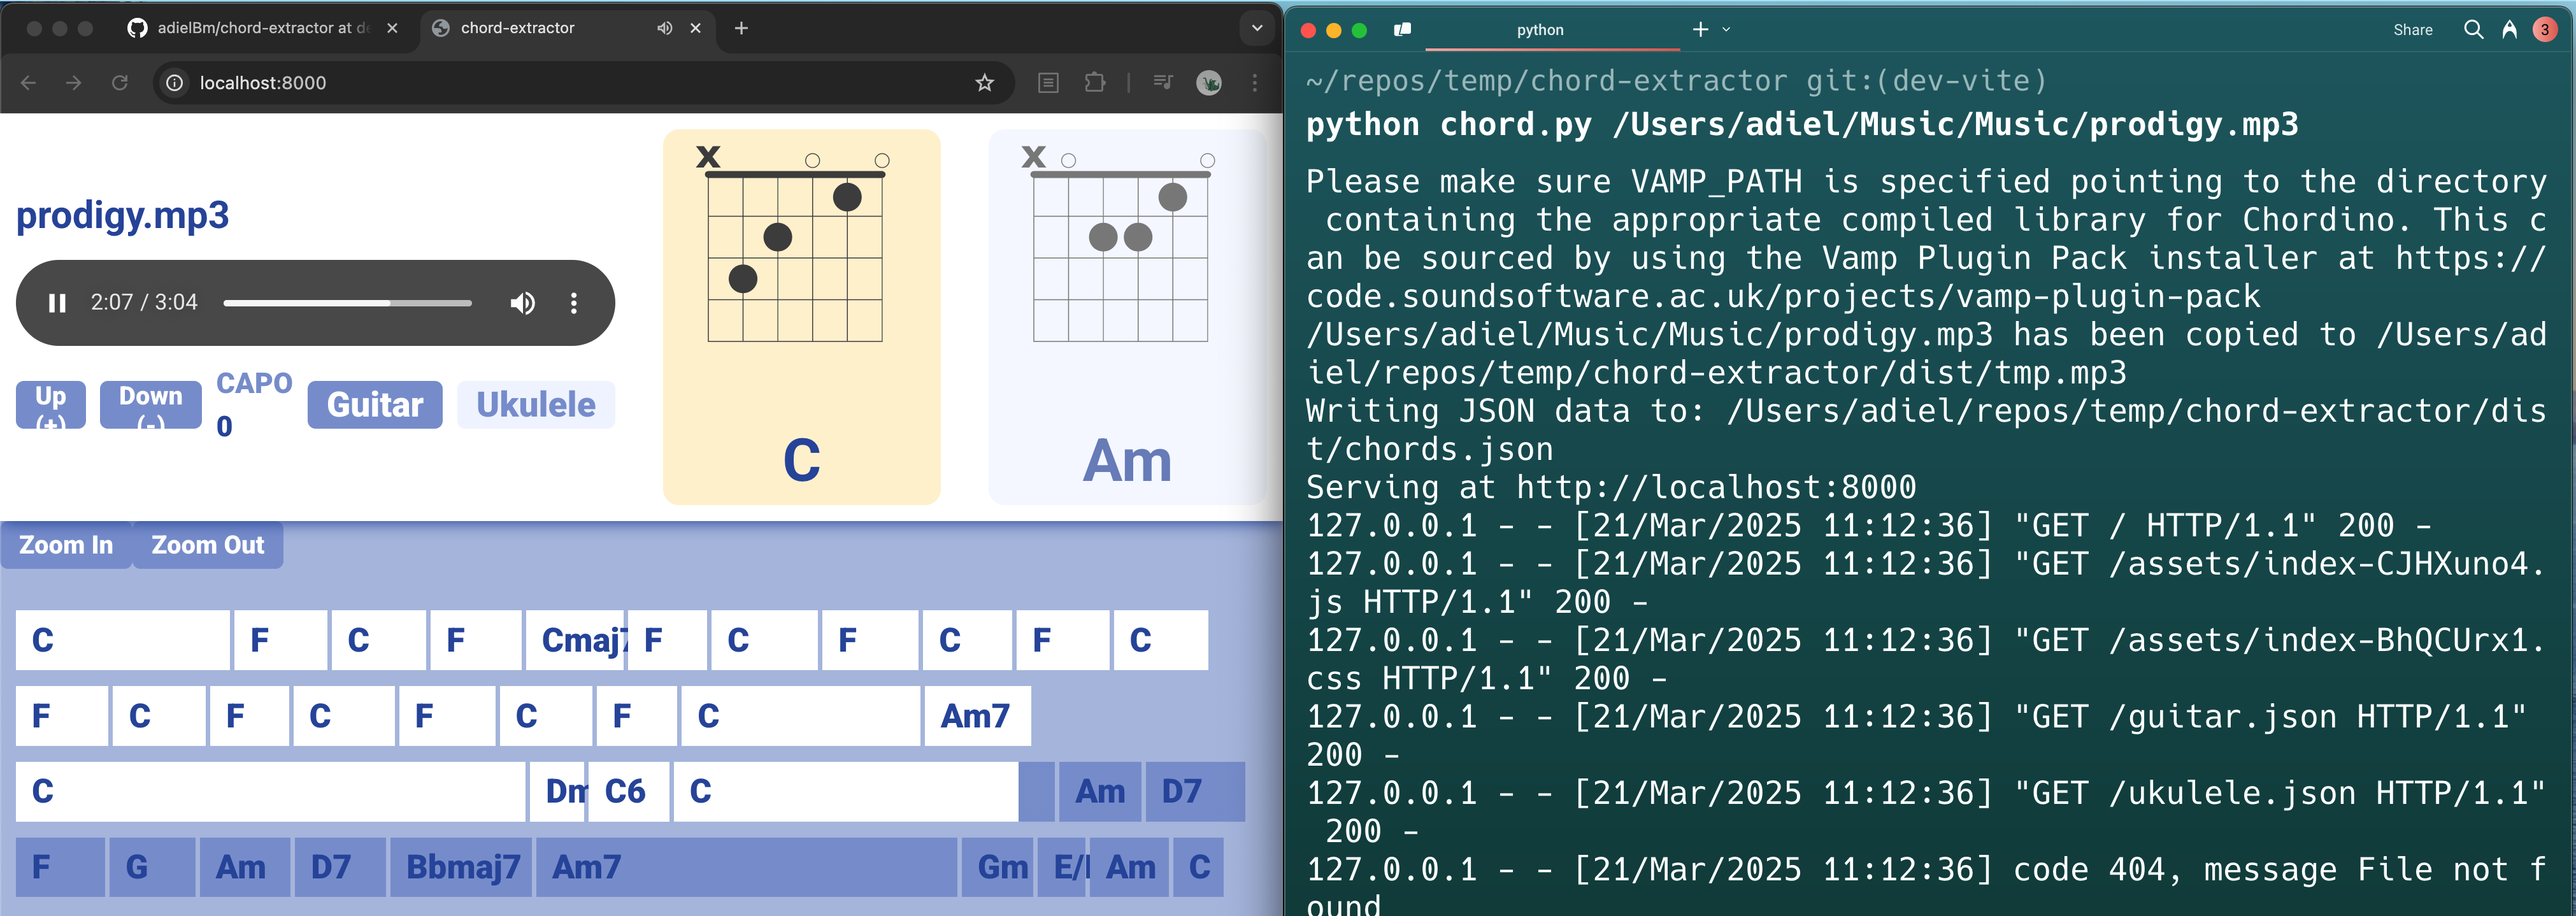 adielBm/chord-extractor at de
chord-extractor
localhost:8000
prodigy.mp3
2:07 / 3:04
Up (+)
Down (-)
CAPO
0
Guitar
Ukulele
X
C
X
Am
Zoom In
Zoom Out
C F C F Cmaj7 F C F C F C
F C F C F C F C Am7
C Dm C6 C Am D7
F G Am D7 Bbmaj7 Am7 Gm E/ Am C
python
Share
3
~/repos/temp/chord-extractor git:(dev-vite)
python chord.py /Users/adiel/Music/Music/prodigy.mp3
Please make sure VAMP_PATH is specified pointing to the directory
containing the appropriate compiled library for Chordino. This c
an be sourced by using the Vamp Plugin Pack installer at https://
code.soundsoftware.ac.uk/projects/vamp-plugin-pack
/Users/adiel/Music/Music/prodigy.mp3 has been copied to /Users/ad
iel/repos/temp/chord-extractor/dist/tmp.mp3
Writing JSON data to: /Users/adiel/repos/temp/chord-extractor/dis
t/chords.json
Serving at http://localhost:8000
127.0.0.1 - - [21/Mar/2025 11:12:36] "GET / HTTP/1.1" 200 -
127.0.0.1 - - [21/Mar/2025 11:12:36] "GET /assets/index-CJHXuno4.
js HTTP/1.1" 200 -
127.0.0.1 - - [21/Mar/2025 11:12:36] "GET /assets/index-BhQCUrx1.
css HTTP/1.1" 200 -
127.0.0.1 - - [21/Mar/2025 11:12:36] "GET /guitar.json HTTP/1.1"
200 -
127.0.0.1 - - [21/Mar/2025 11:12:36] "GET /ukulele.json HTTP/1.1"
200 -
127.0.0.1 - - [21/Mar/2025 11:12:36] code 404, message File not f
ound